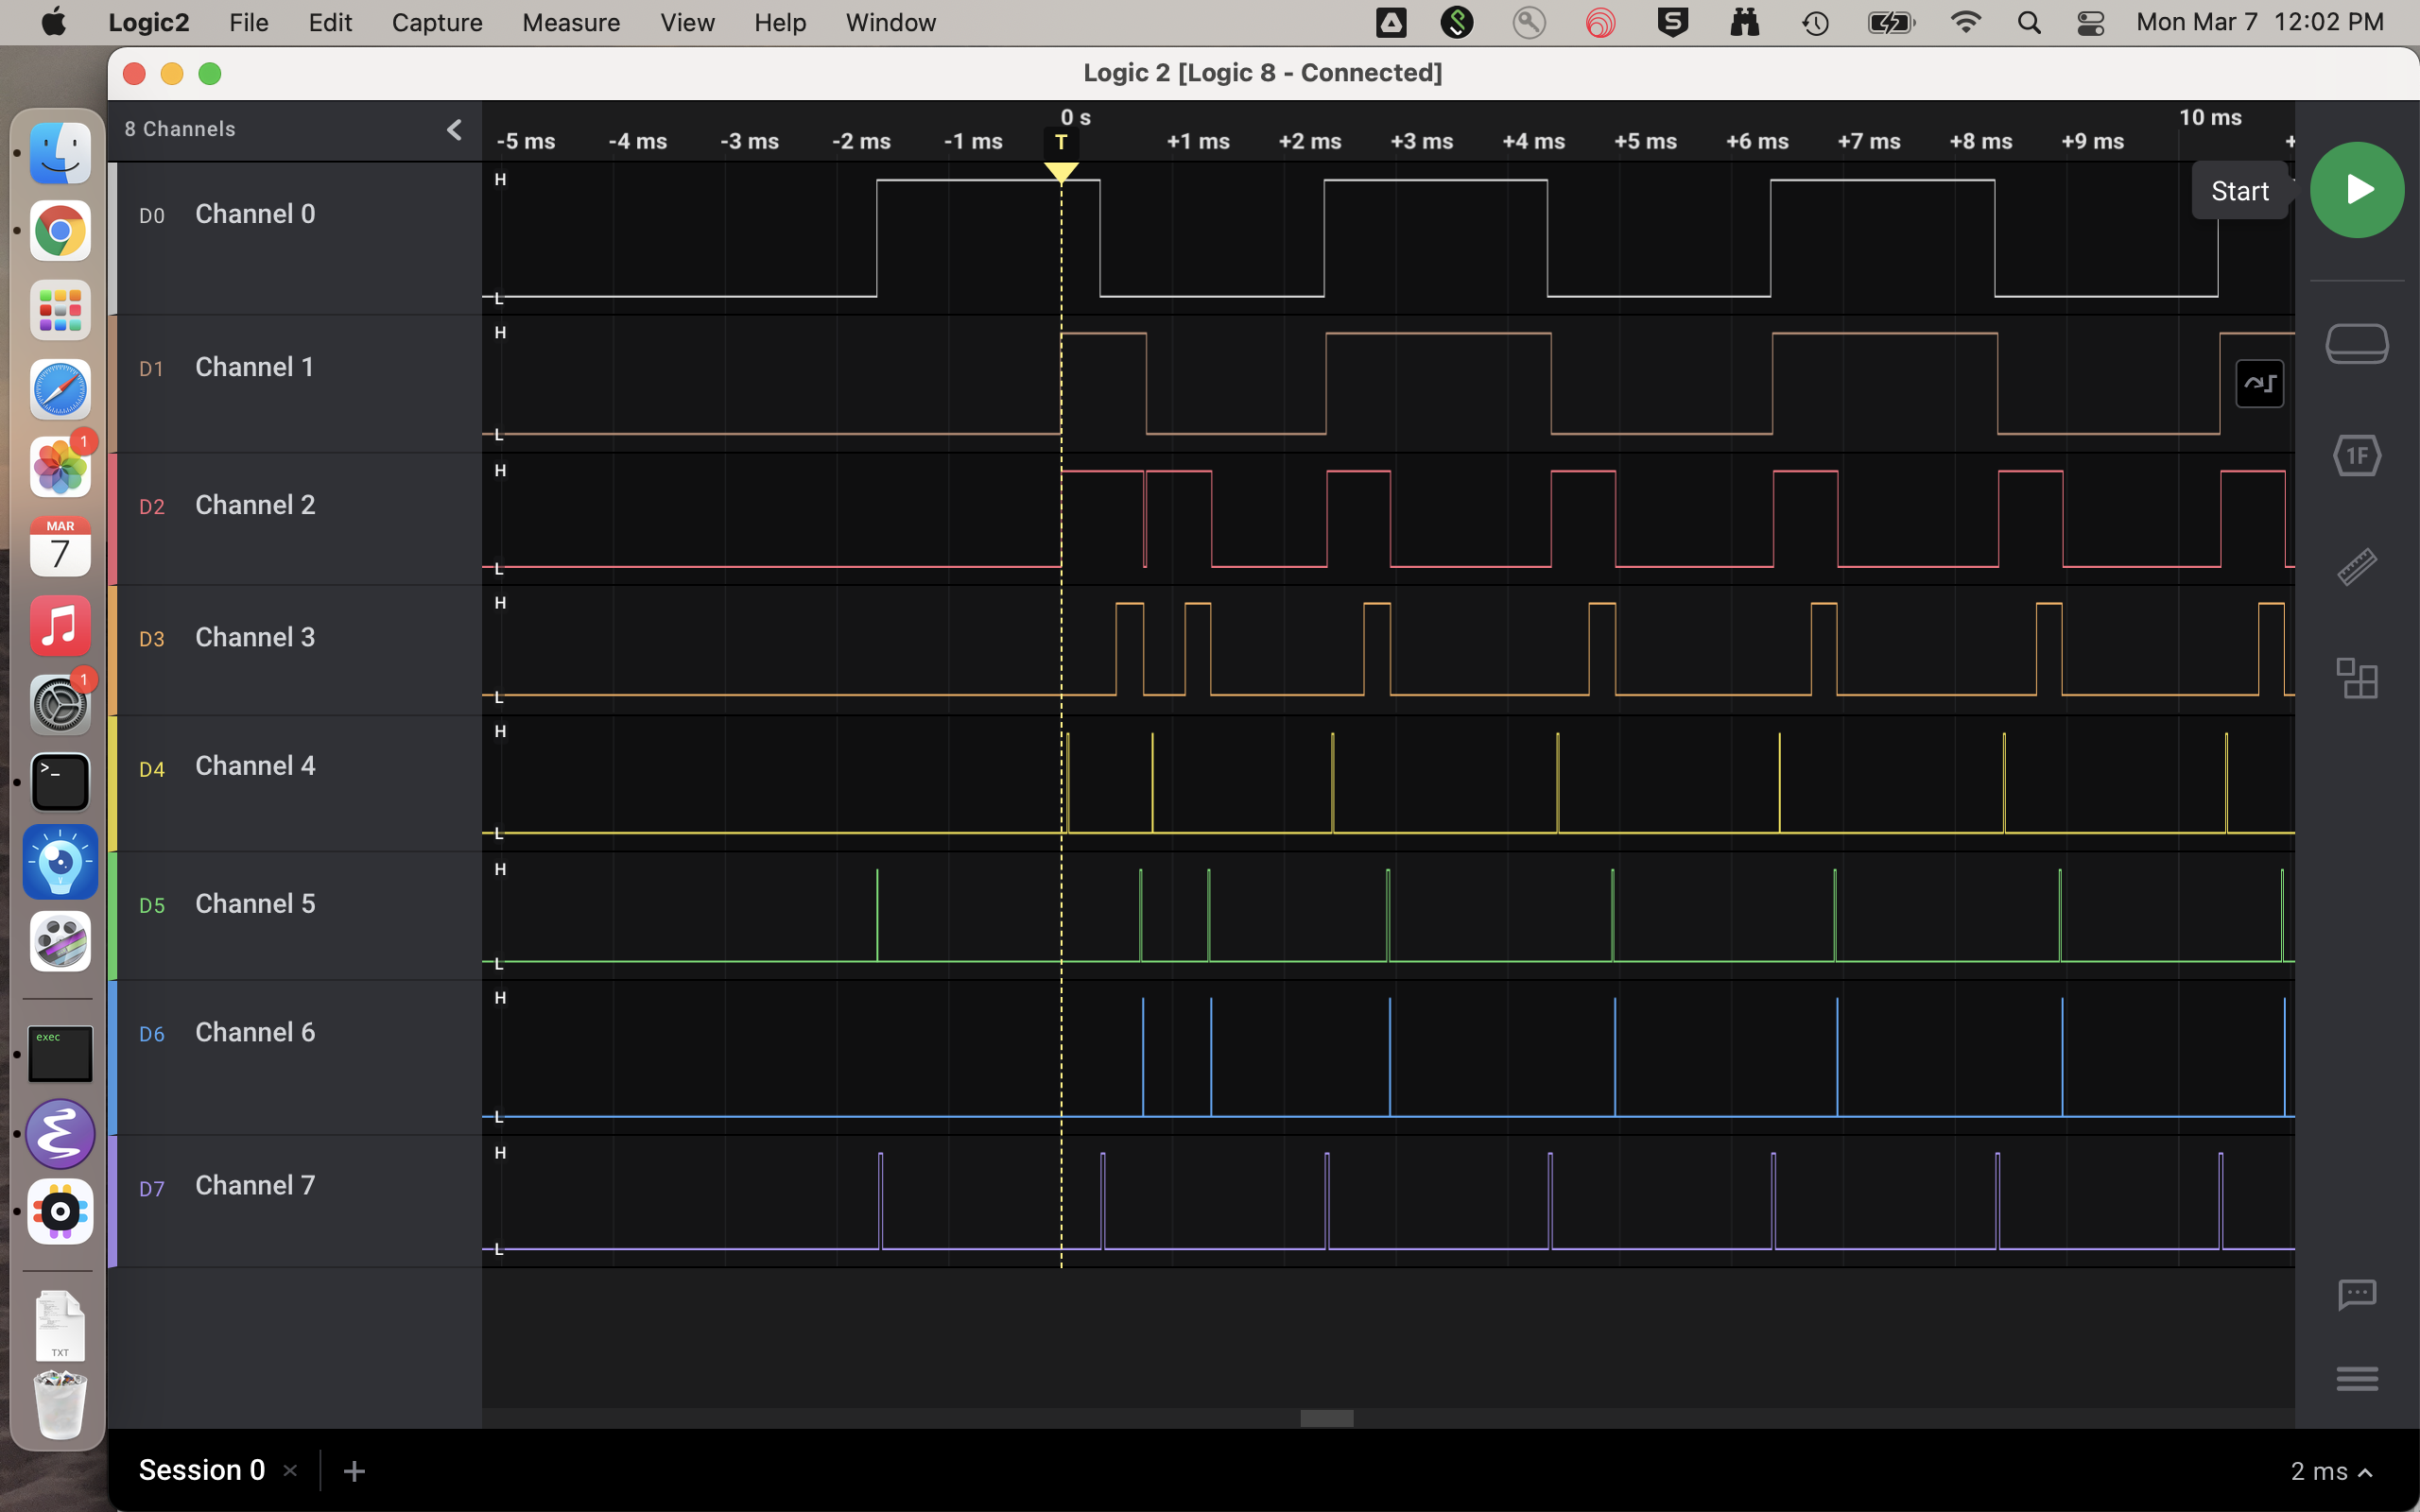 Logic2 File Edit Capture Measure View Help Window Mon Mar 7 12:02 PM
Logic 2 [Logic 8 - Connected]
8 Channels
0 s 10 ms
-5 ms -4 ms -3 ms -2 ms -1 ms T +1 ms +2 ms +3 ms +4 ms +5 ms +6 ms +7 ms +8 ms +9 ms +
Start
H
D0 Channel 0
L
H
D1 Channel 1
L
H
D2 Channel 2
L
H
D3 Channel 3
L
H
D4 Channel 4
L
H
D5 Channel 5
L
H
D6 Channel 6
L
H
D7 Channel 7
L
1F
1
MAR
7
1
>_
exec
TXT
Session 0 × + 2 ms